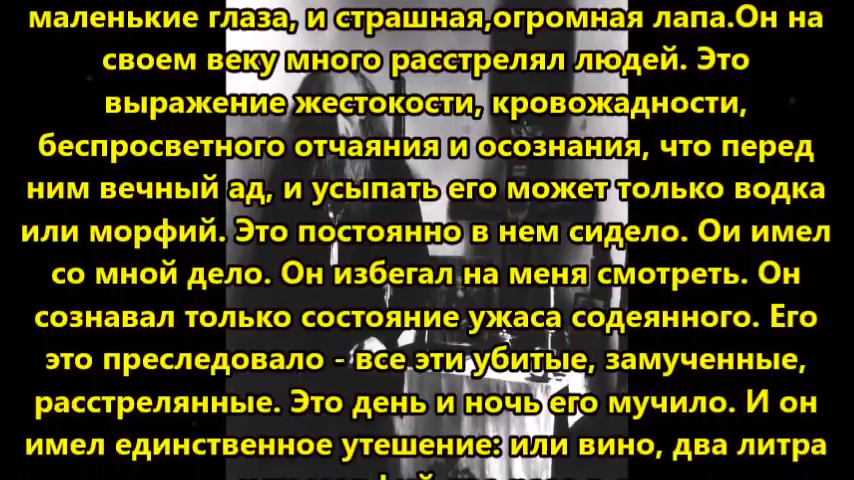 маленькие глаза, и страшная,огромная лапа.Он на
своем веку много расстрелял людей. Это
выражение жестокости, кровожадности,
беспросветного отчаяния и осознания, что перед
ним вечный ад, и усыпать его может только водка
или морфий. Это постоянно в нем сидело. Ои имел
со мной дело. Он избегал на меня смотреть. Он
сознавал только состояние ужаса содеянного. Его
это преследовало - все эти убитые, замученные,
расстрелянные. Это день и ночь его мучило. И он
имел единственное утешение: или вино, два литра